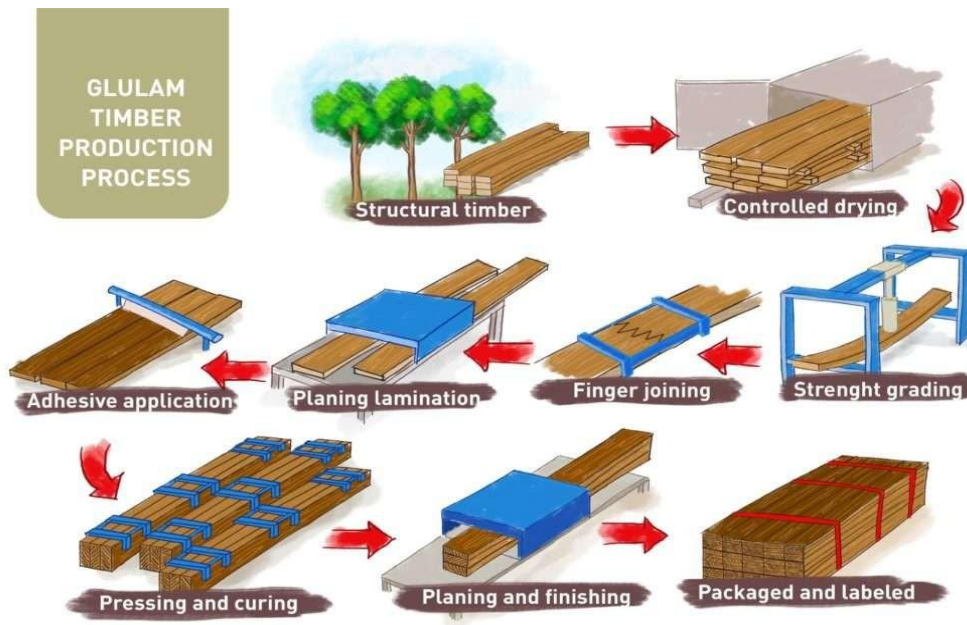 GLULAM
TIMBER
PRODUCTION
PROCESS
Structural timber
Controlled drying
Strenght grading
Finger joining
Planing lamination
Adhesive application
Pressing and curing
Planing and finishing
Packaged and labeled